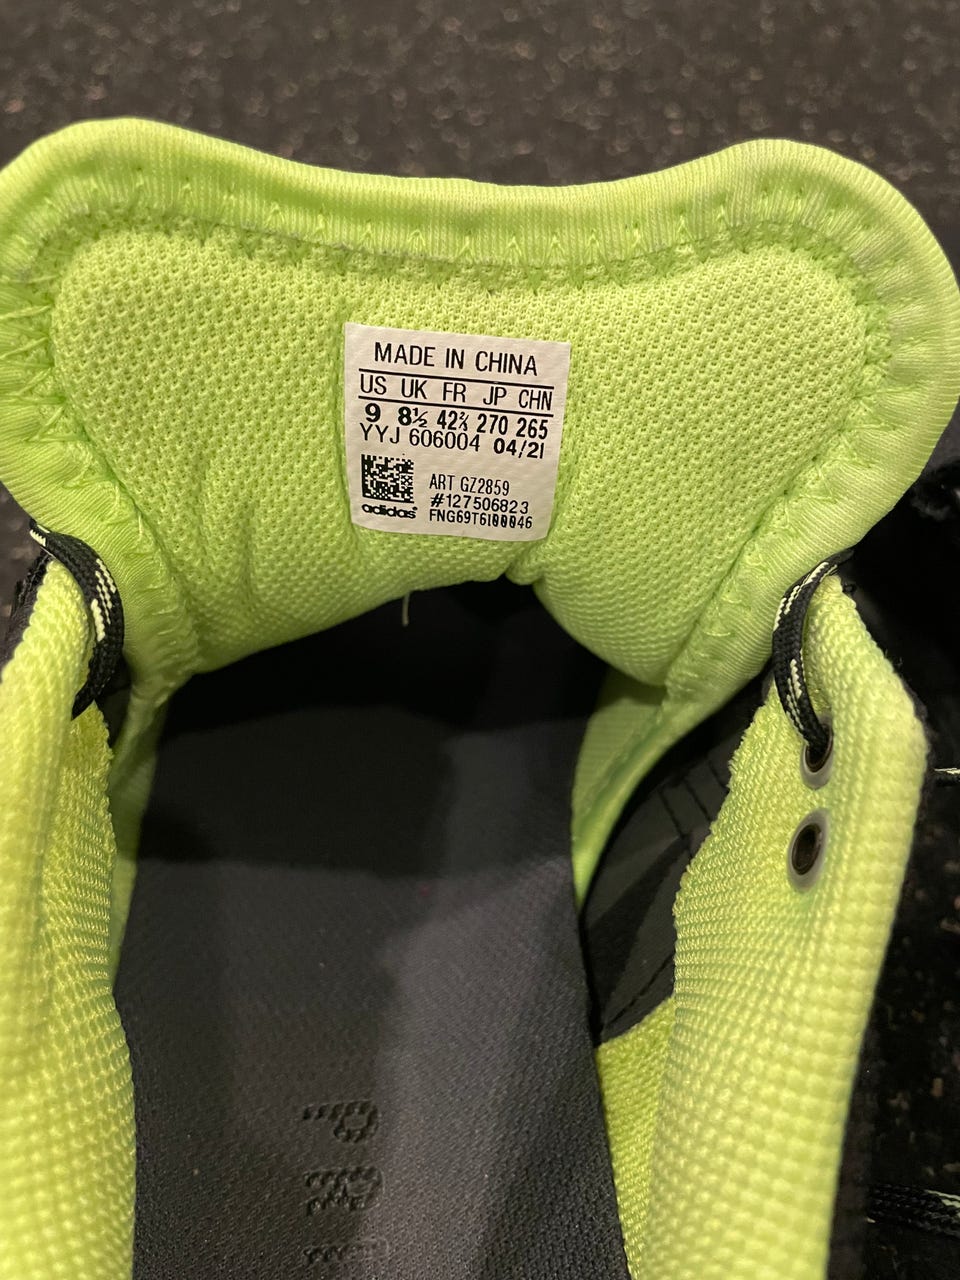 MADE IN CHINA
US UK FR JP CHN
9 8½ 42⅔ 270 265
YYJ 606004 04/21
ART GZ2859
#127506823
adidas® FNG69T6100046